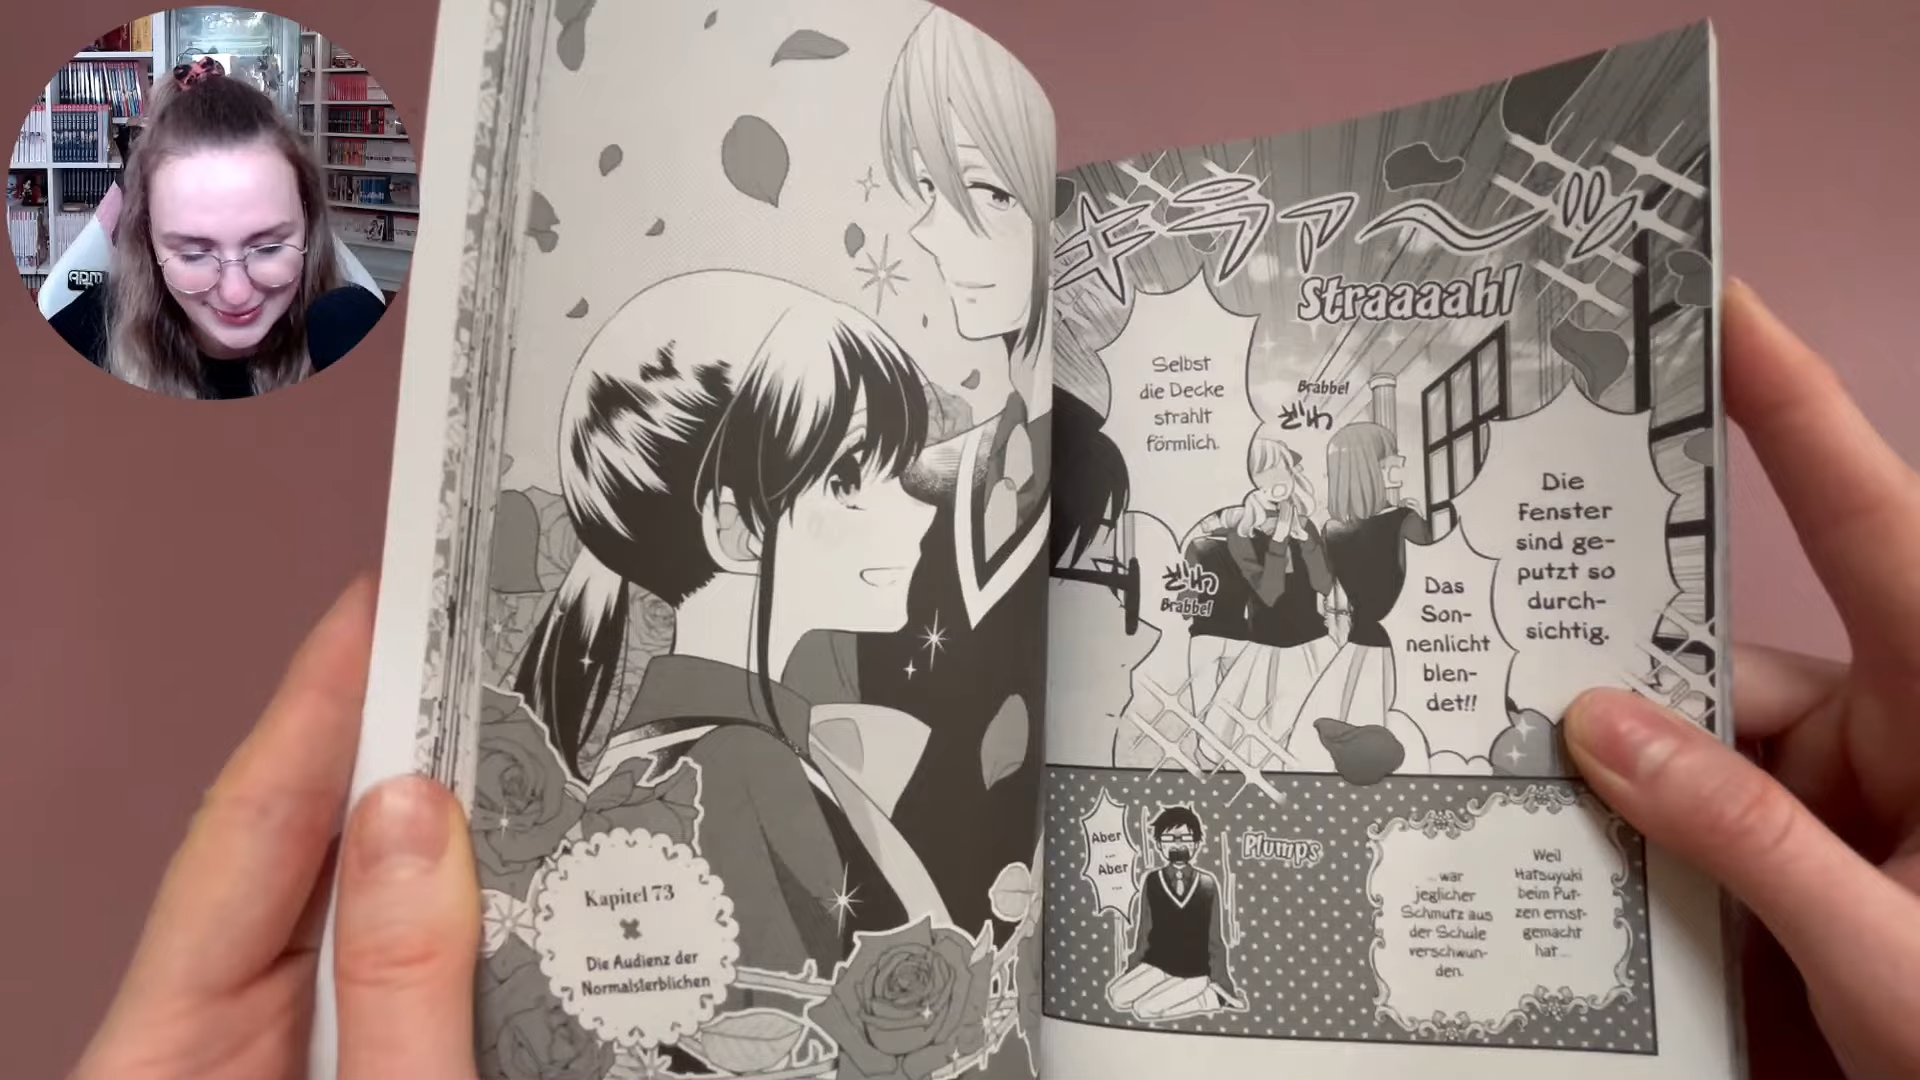 キラァ〜ッ
Straaaahl
Die
Fenster
sind ge-
putzt so
durch-
sichtig.
Das
Son-
nenlicht
blen-
det!!
Brabbel
ざわ
Selbst
die Decke
strahlt
förmlich.
ざわ
Brabbel
Weil
Hatsuyuki
beim Put-
zen ernst-
gemacht
hat ...
... war
jeglicher
Schmutz aus
der Schule
verschwun-
den.
Plumps
Aber
...
Aber
...
Kapitel 73
Die Audienz der
Normalsterblichen